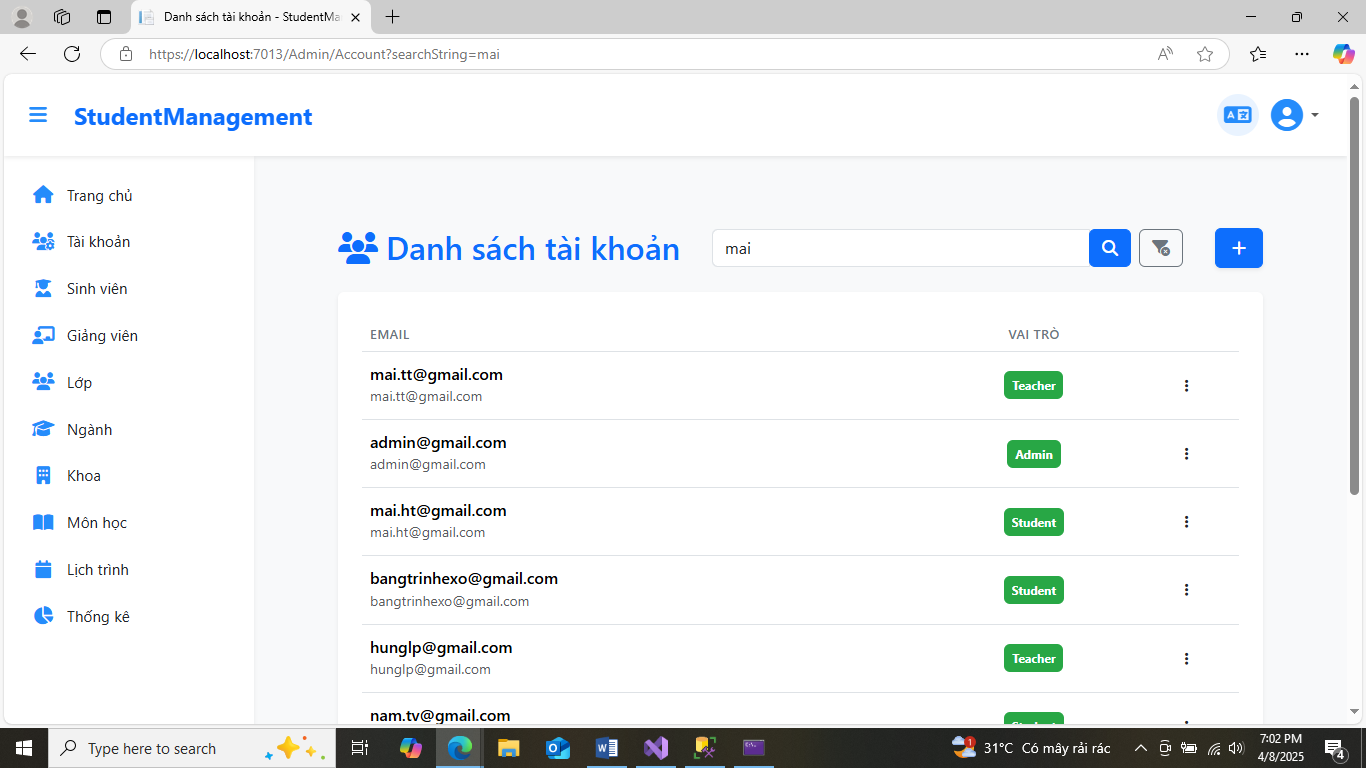 Danh sách tài khoản - StudentMa
https://localhost:7013/Admin/Account?searchString=mai
StudentManagement
Trang chủ
Tài khoản
Sinh viên
Giảng viên
Lớp
Ngành
Khoa
Môn học
Lịch trình
Thống kê
Danh sách tài khoản
mai
EMAIL VAI TRÒ
mai.tt@gmail.com
mai.tt@gmail.com
Teacher
admin@gmail.com
admin@gmail.com
Admin
mai.ht@gmail.com
mai.ht@gmail.com
Student
bangtrinhexo@gmail.com
bangtrinhexo@gmail.com
Student
hunglp@gmail.com
hunglp@gmail.com
Teacher
nam.tv@gmail.com
Student
Type here to search
31°C Có mây rải rác
7:02 PM
4/8/2025
4